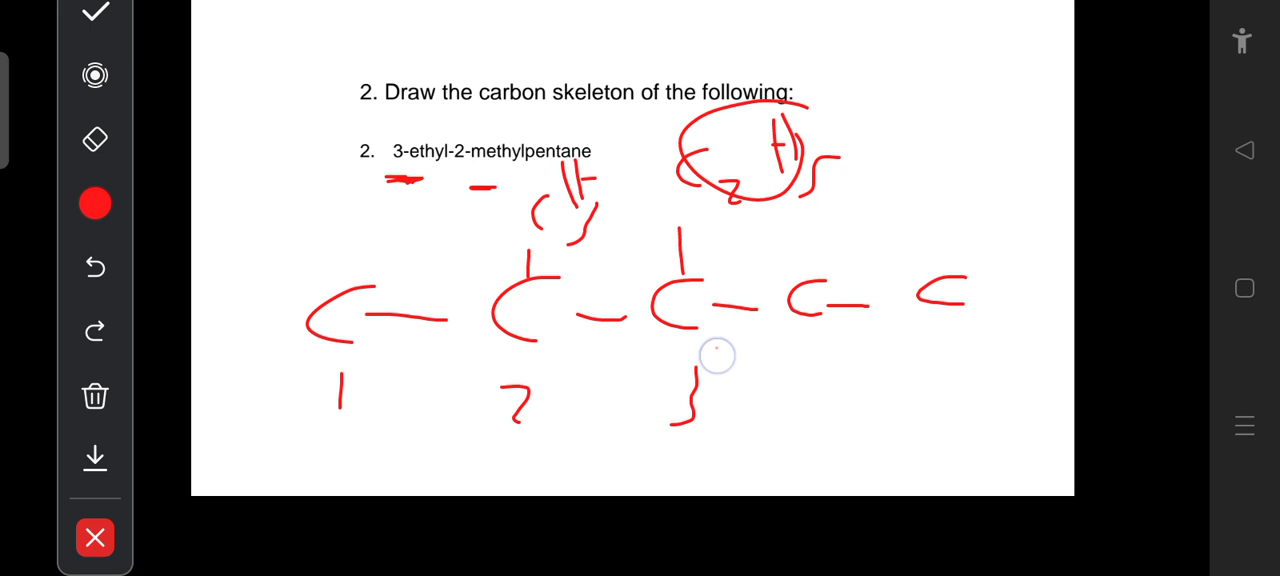 2. Draw the carbon skeleton of the following:
2. 3-ethyl-2-methylpentane
CH3 C2H5
C - C - C - C - C
1 2 3